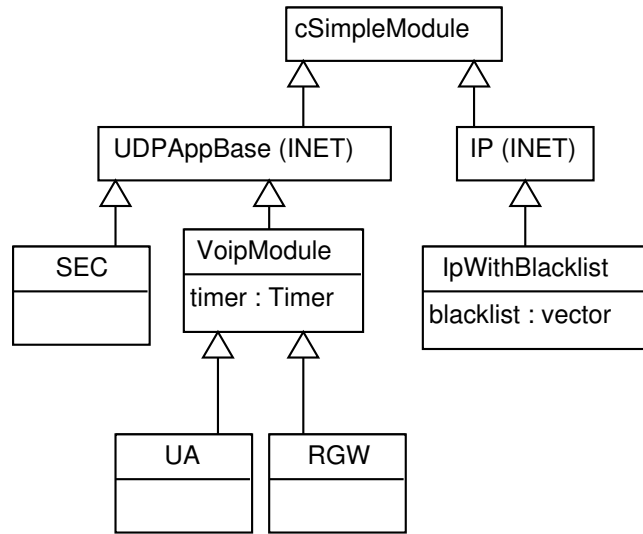 cSimpleModule
UDPAppBase (INET)
IP (INET)
SEC
VoipModule
timer : Timer
IpWithBlacklist
blacklist : vector
UA
RGW